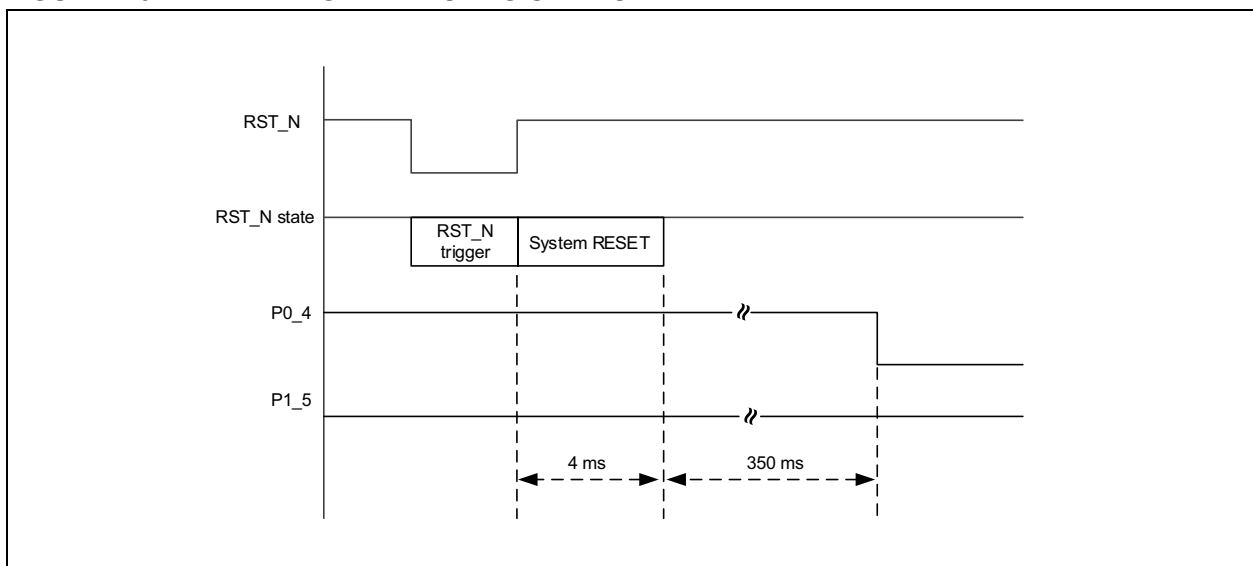 RST_N
RST_N state
RST_N
trigger
System RESET
P0_4
P1_5
4 ms
350 ms